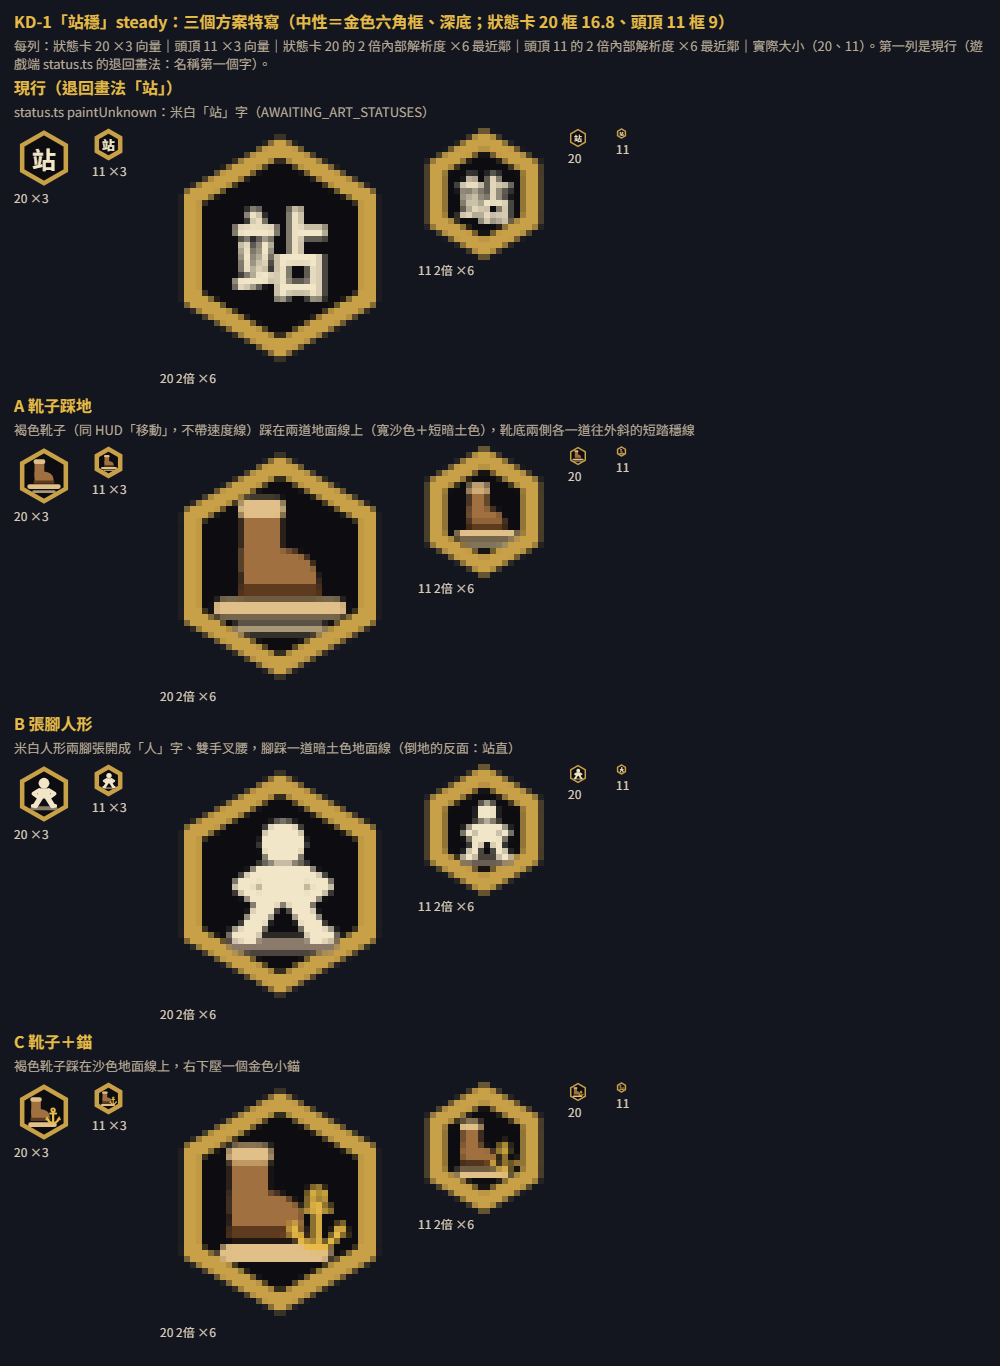 KD-1「站穩」steady：三個方案特寫（中性＝金色六角框、深底；狀態卡 20 框 16.8、頭頂 11 框 9）
每列：狀態卡 20 ×3 向量｜頭頂 11 ×3 向量｜狀態卡 20 的 2 倍內部解析度 ×6 最近鄰｜頭頂 11 的 2 倍內部解析度 ×6 最近鄰｜實際大小（20、11）。第一列是現行（遊
戲端 status.ts 的退回畫法：名稱第一個字）。
現行（退回畫法「站」）
status.ts paintUnknown：米白「站」字（AWAITING_ART_STATUSES）
站 站 站 站 站
20 ×3 11 ×3 20 2倍 ×6 11 2倍 ×6 20 11
A 靴子踩地
褐色靴子（同 HUD「移動」，不帶速度線）踩在兩道地面線上（寬沙色＋短暗土色），靴底兩側各一道往外斜的短踏穩線
20 ×3 11 ×3 20 2倍 ×6 11 2倍 ×6 20 11
B 張腳人形
米白人形兩腳張開成「人」字、雙手叉腰，腳踩一道暗土色地面線（倒地的反面：站直）
20 ×3 11 ×3 20 2倍 ×6 11 2倍 ×6 20 11
C 靴子＋錨
褐色靴子踩在沙色地面線上，右下壓一個金色小錨
20 ×3 11 ×3 20 2倍 ×6 11 2倍 ×6 20 11